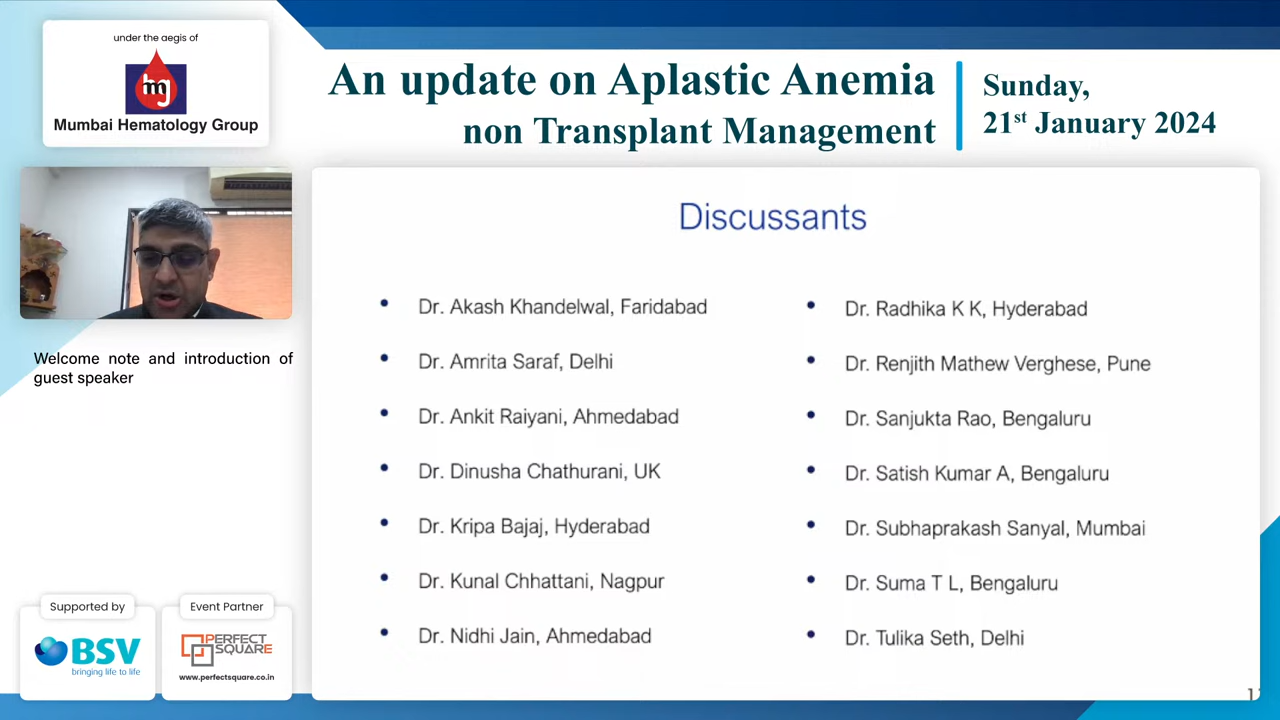 under the aegis of
mg
Mumbai Hematology Group
An update on Aplastic Anemia
non Transplant Management
Sunday,
21st January 2024
Welcome note and introduction of
guest speaker
Discussants
• Dr. Akash Khandelwal, Faridabad
• Dr. Amrita Saraf, Delhi
• Dr. Ankit Raiyani, Ahmedabad
• Dr. Dinusha Chathurani, UK
• Dr. Kripa Bajaj, Hyderabad
• Dr. Kunal Chhattani, Nagpur
• Dr. Nidhi Jain, Ahmedabad
• Dr. Radhika K K, Hyderabad
• Dr. Renjith Mathew Verghese, Pune
• Dr. Sanjukta Rao, Bengaluru
• Dr. Satish Kumar A, Bengaluru
• Dr. Subhaprakash Sanyal, Mumbai
• Dr. Suma T L, Bengaluru
• Dr. Tulika Seth, Delhi
Supported by
BSV
bringing life to life
Event Partner
PERFECT
SQUARE
www.perfectsquare.co.in